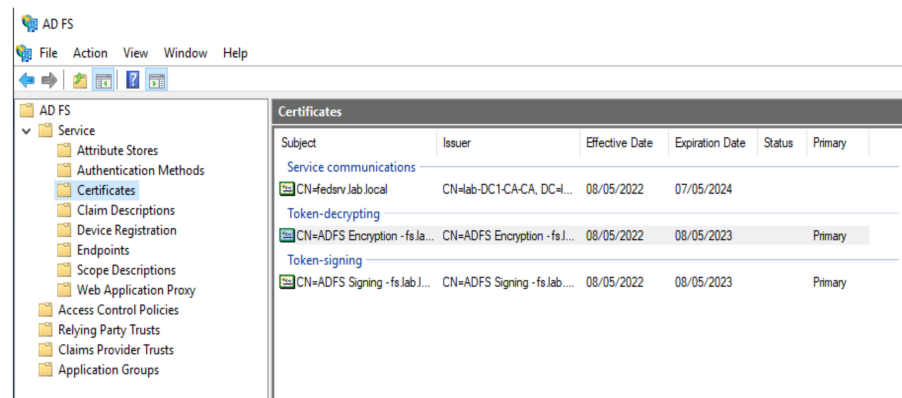 AD FS
File Action View Window Help
AD FS
Service
Attribute Stores
Authentication Methods
Certificates
Claim Descriptions
Device Registration
Endpoints
Scope Descriptions
Web Application Proxy
Access Control Policies
Relying Party Trusts
Claims Provider Trusts
Application Groups
Certificates
Subject Issuer Effective Date Expiration Date Status Primary
Service communications
CN=fedsrv.lab.local CN=lab-DC1-CA-CA, DC=l... 08/05/2022 07/05/2024
Token-decrypting
CN=ADFS Encryption - fs.la... CN=ADFS Encryption - fs.l... 08/05/2022 08/05/2023 Primary
Token-signing
CN=ADFS Signing - fs.lab.l... CN=ADFS Signing - fs.lab.... 08/05/2022 08/05/2023 Primary